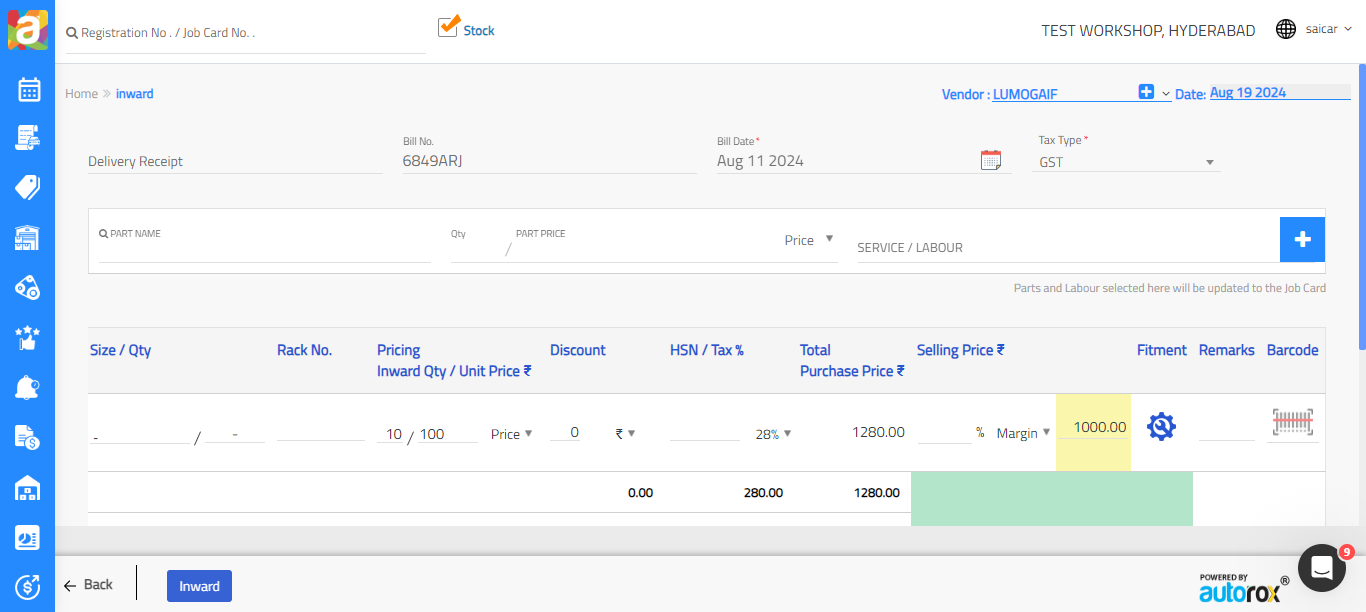 a
Registration No . / Job Card No. .
Stock
TEST WORKSHOP, HYDERABAD
saicar
Home » inward
Vendor : LUMOGAIF
Date: Aug 19 2024
Delivery Receipt
Bill No.
6849ARJ
Bill Date*
Aug 11 2024
Tax Type *
GST
PART NAME
Qty
/
PART PRICE
Price
SERVICE / LABOUR
+
Parts and Labour selected here will be updated to the Job Card
Size / Qty
Rack No.
Pricing
Inward Qty / Unit Price ₹
Discount
HSN / Tax %
Total
Purchase Price ₹
Selling Price ₹
Fitment
Remarks
Barcode
- / -
10 / 100
Price
0
₹
28%
1280.00
%
Margin
1000.00
0.00
280.00
1280.00
Back
Inward
POWERED BY
autorox®
9